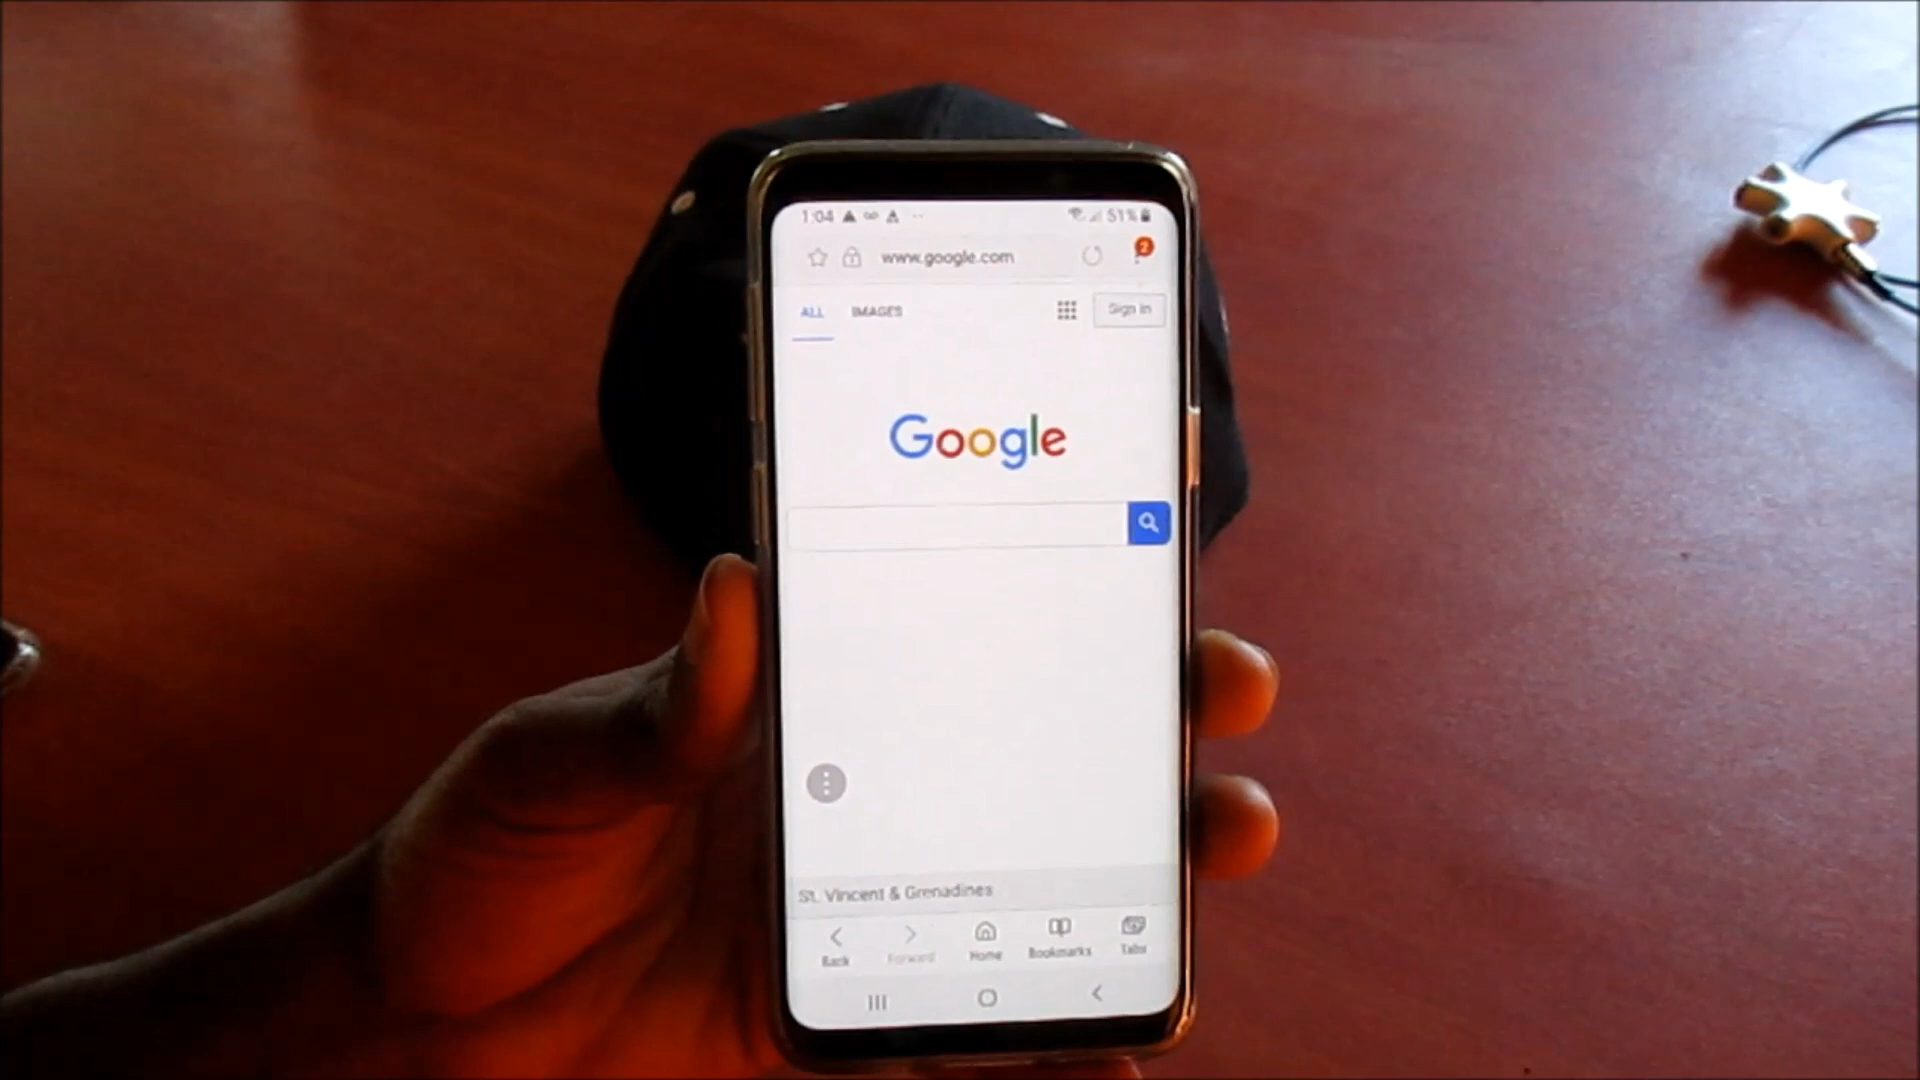 1:04 51%
www.google.com 2
ALL IMAGES Sign in
Google
St. Vincent & Grenadines
Back Forward Home Bookmarks Tabs